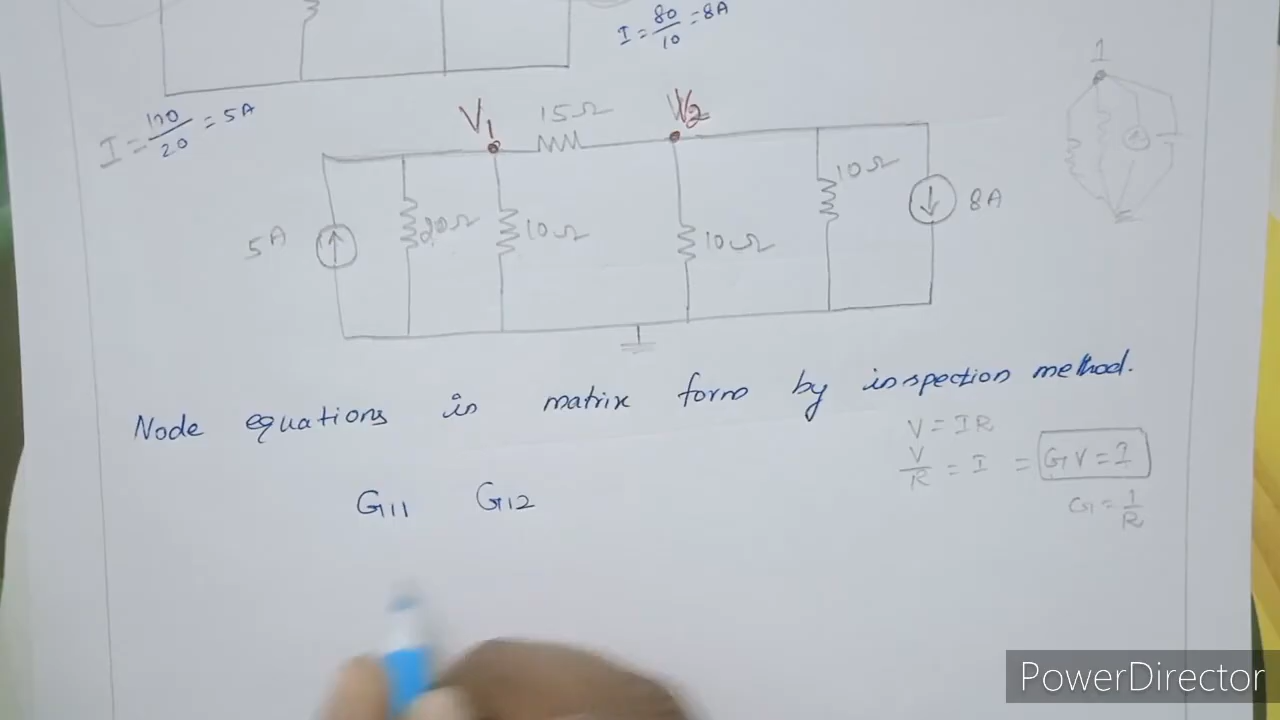 I = 80/10 = 8A
1
I = 100/20 = 5A
V1 15Ω V2
10Ω
5A 20Ω 10Ω 10Ω 8A
Node equations in matrix form by inspection method.
V = IR
V/R = I = GV = I
G11 G12
G = 1/R
PowerDirector